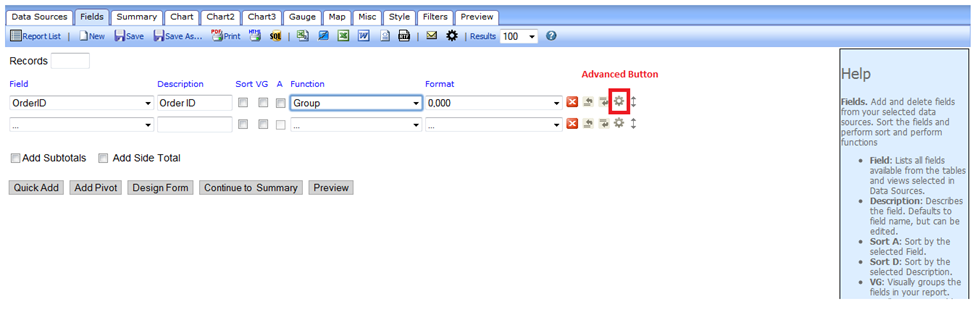 Data Sources Fields Summary Chart Chart2 Chart3 Gauge Map Misc Style Filters Preview
Report List | New Save Save As... PDF Print HTML SQL | | Results 100 ?
Records
Advanced Button
Field Description Sort VG A Function Format
OrderID Order ID Group 0,000
... ... ...
Add Subtotals Add Side Total
Quick Add Add Pivot Design Form Continue to Summary Preview
Help
Fields. Add and delete fields
from your selected data
sources. Sort the fields and
perform sort and perform
functions
• Field: Lists all fields
available from the tables
and views selected in
Data Sources.
• Description: Describes
the field. Defaults to
field name, but can be
edited.
• Sort A: Sort by the
selected Field.
• Sort D: Sort by the
selected Description.
• VG: Visually groups the
fields in your report.